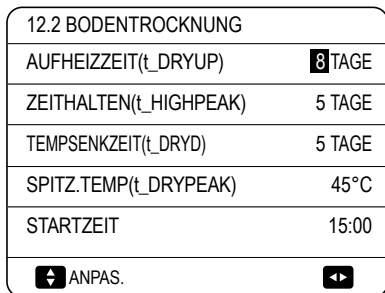 12.2 BODENTROCKNUNG
AUFHEIZZEIT(t_DRYUP) 8 TAGE
ZEITHALTEN(t_HIGHPEAK) 5 TAGE
TEMPSENKZEIT(t_DRYD) 5 TAGE
SPITZ.TEMP(t_DRYPEAK) 45°C
STARTZEIT 15:00
ANPAS.